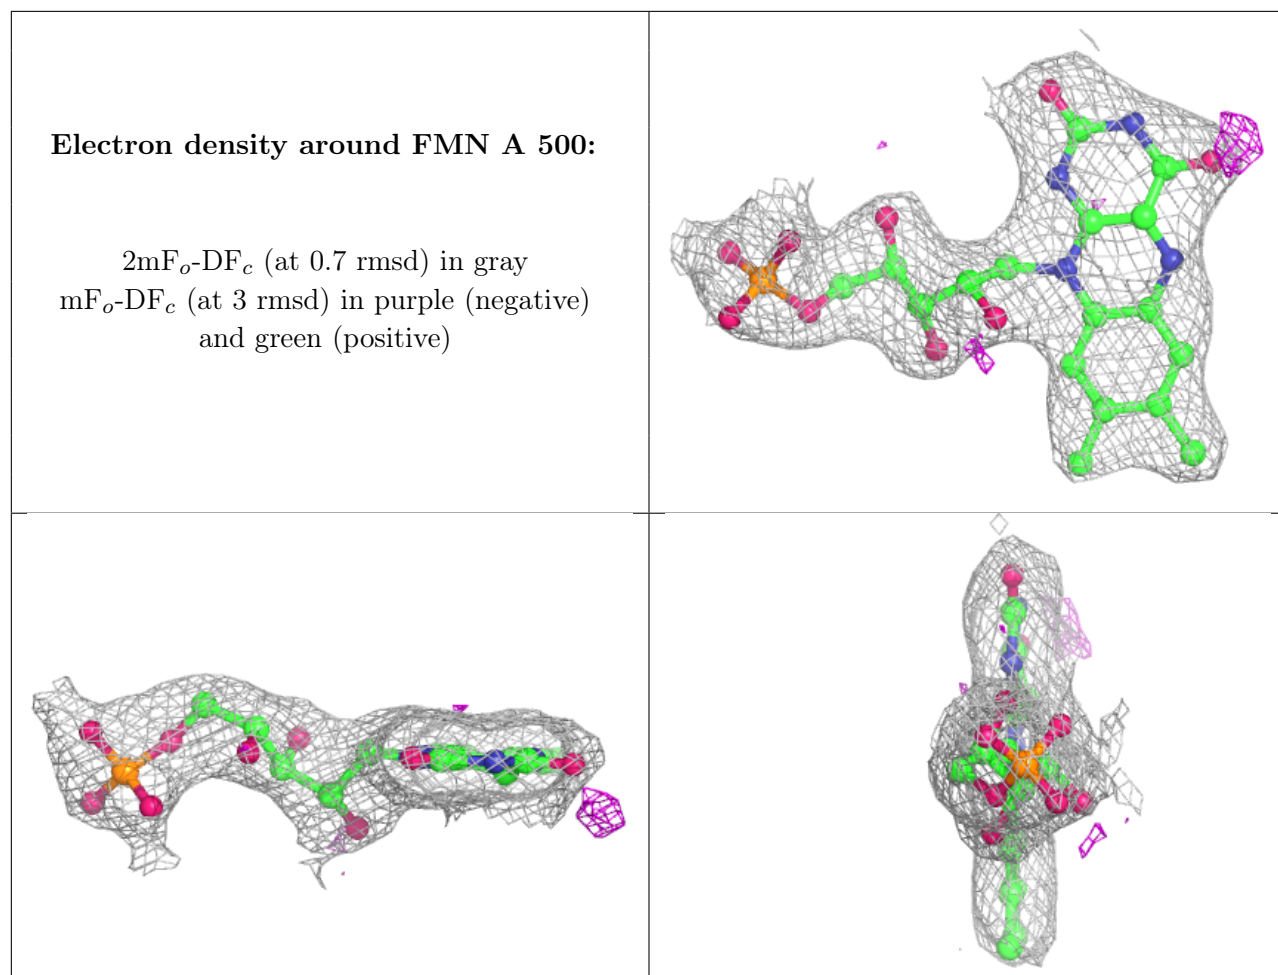 Electron density around FMN A 500:
2mFo-DFc (at 0.7 rmsd) in gray
mFo-DFc (at 3 rmsd) in purple (negative)
and green (positive)